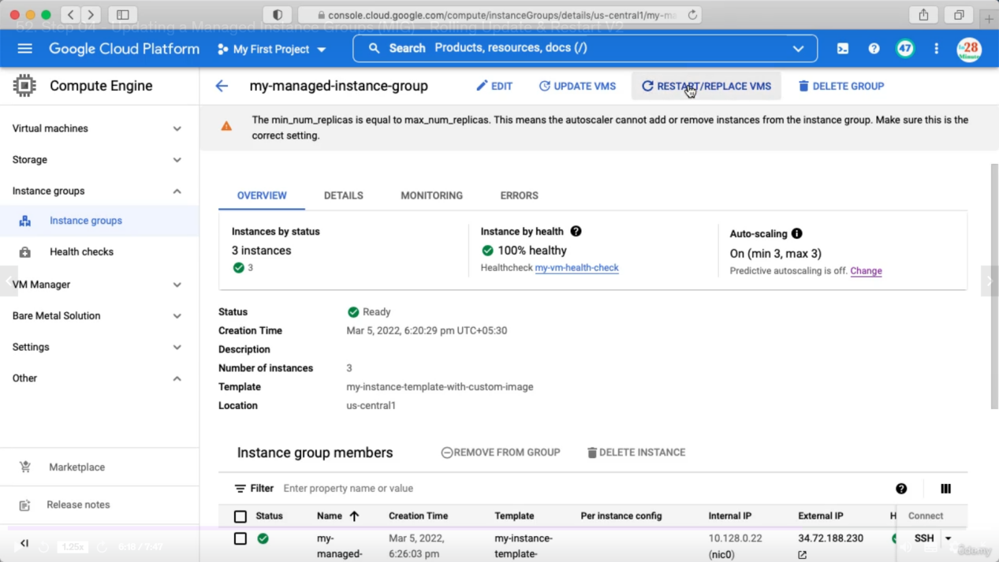 console.cloud.google.com/compute/instanceGroups/details/us-central1/my-ma
52. Step 04 - Updating a Managed Instance Groups (MIG) - Rolling Update & Restart V2
Google Cloud Platform
My First Project
Search Products, resources, docs (/)
47
in28
Minutes
Compute Engine
my-managed-instance-group
EDIT
UPDATE VMS
RESTART/REPLACE VMS
DELETE GROUP
Virtual machines
Storage
Instance groups
Instance groups
Health checks
VM Manager
Bare Metal Solution
Settings
Other
Marketplace
Release notes
The min_num_replicas is equal to max_num_replicas. This means the autoscaler cannot add or remove instances from the instance group. Make sure this is the
correct setting.
OVERVIEW
DETAILS
MONITORING
ERRORS
Instances by status
3 instances
3
Instance by health
100% healthy
Healthcheck my-vm-health-check
Auto-scaling
On (min 3, max 3)
Predictive autoscaling is off. Change
Status Ready
Creation Time Mar 5, 2022, 6:20:29 pm UTC+05:30
Description
Number of instances 3
Template my-instance-template-with-custom-image
Location us-central1
Instance group members
REMOVE FROM GROUP
DELETE INSTANCE
Filter Enter property name or value
Status Name Creation Time Template Per instance config Internal IP External IP H Connect
my- Mar 5, 2022, my-instance- 10.128.0.22 34.72.188.230 SSH
managed- 6:26:03 pm template- (nic0)
1.25x
6:18 / 7:47
ûdemy